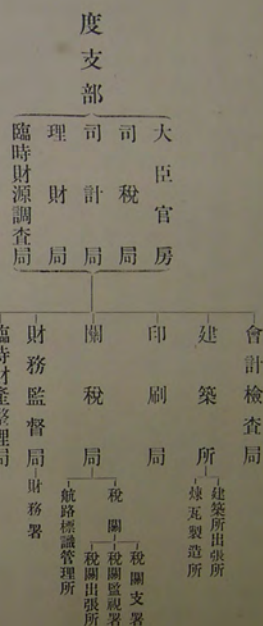 度支部
大臣官房
司稅局
司計局
理財局
臨時財源調査局
會計檢査局
建築所
建築所出張所
煉瓦製造所
印刷局
關稅局
稅關
稅關支署
稅關監視署
稅關出張所
航路標識管理所
財務監督局
財務署
臨時財產整理局